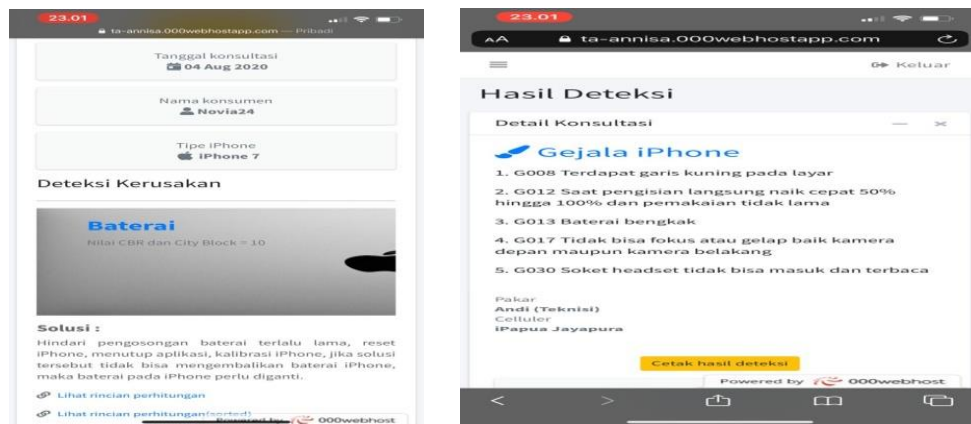 23.01
ta-annisa.000webhostapp.com — Pribadi
Tanggal konsultasi
04 Aug 2020
Nama konsumen
Novia24
Tipe iPhone
iPhone 7
Deteksi Kerusakan
Baterai
Nilai CBR dan City Block = 10
Solusi :
Hindari pengosongan baterai terlalu lama, reset
iPhone, menutup aplikasi, kalibrasi iPhone, jika solusi
tersebut tidak bisa mengembalikan baterai iPhone,
maka baterai pada iPhone perlu diganti..
Lihat rincian perhitungan
Lihat rincian perhitungan(sorted)
Powered by 000webhost
23.01
AA ta-annisa.000webhostapp.com
Keluar
Hasil Deteksi
Detail Konsultasi
Gejala iPhone
1. G008 Terdapat garis kuning pada layar
2. G012 Saat pengisian langsung naik cepat 50%
hingga 100% dan pemakaian tidak lama
3. G013 Baterai bengkak
4. G017 Tidak bisa fokus atau gelap baik kamera
depan maupun kamera belakang
5. G030 Soket headset tidak bisa masuk dan terbaca
Pakar
Andi (Teknisi)
Celluler
iPapua Jayapura
Cetak hasil deteksi
Powered by 000webhost